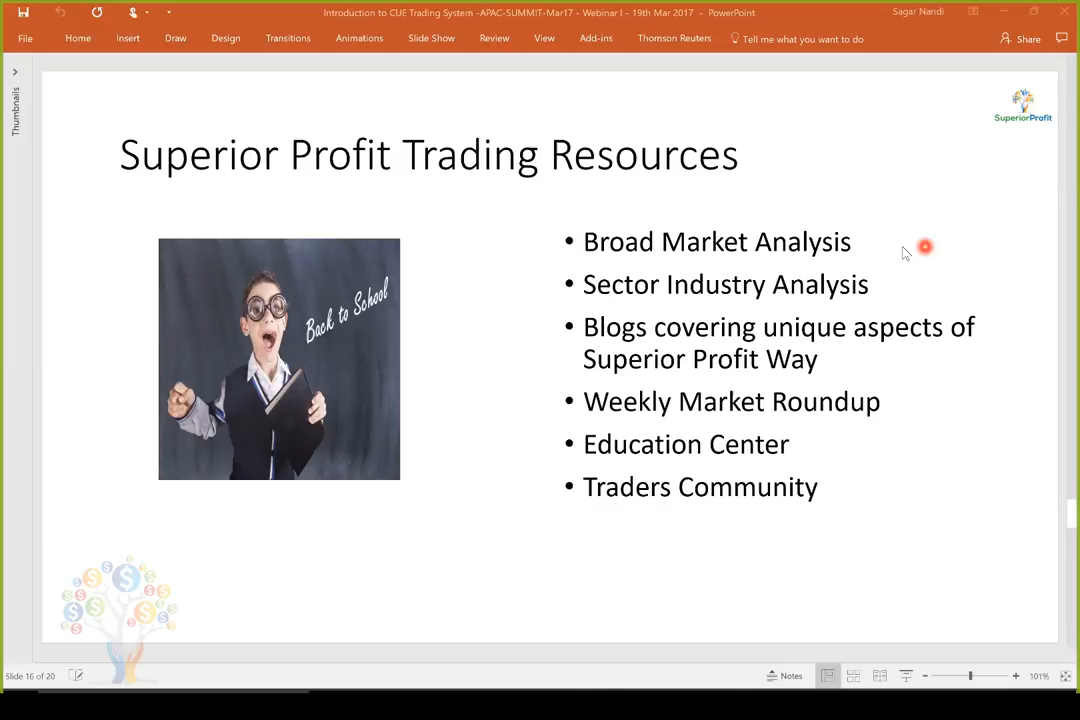 Introduction to CUE Trading System -APAC-SUMMIT-Mar17 - Webinar I - 19th Mar 2017 - PowerPoint
Sagar Nandi
File Home Insert Draw Design Transitions Animations Slide Show Review View Add-ins Thomson Reuters Tell me what you want to do Share
Thumbnails
SuperiorProfit
Superior Profit Trading Resources
Back to School
• Broad Market Analysis
• Sector Industry Analysis
• Blogs covering unique aspects of
Superior Profit Way
• Weekly Market Roundup
• Education Center
• Traders Community
Slide 16 of 20
Notes
101%